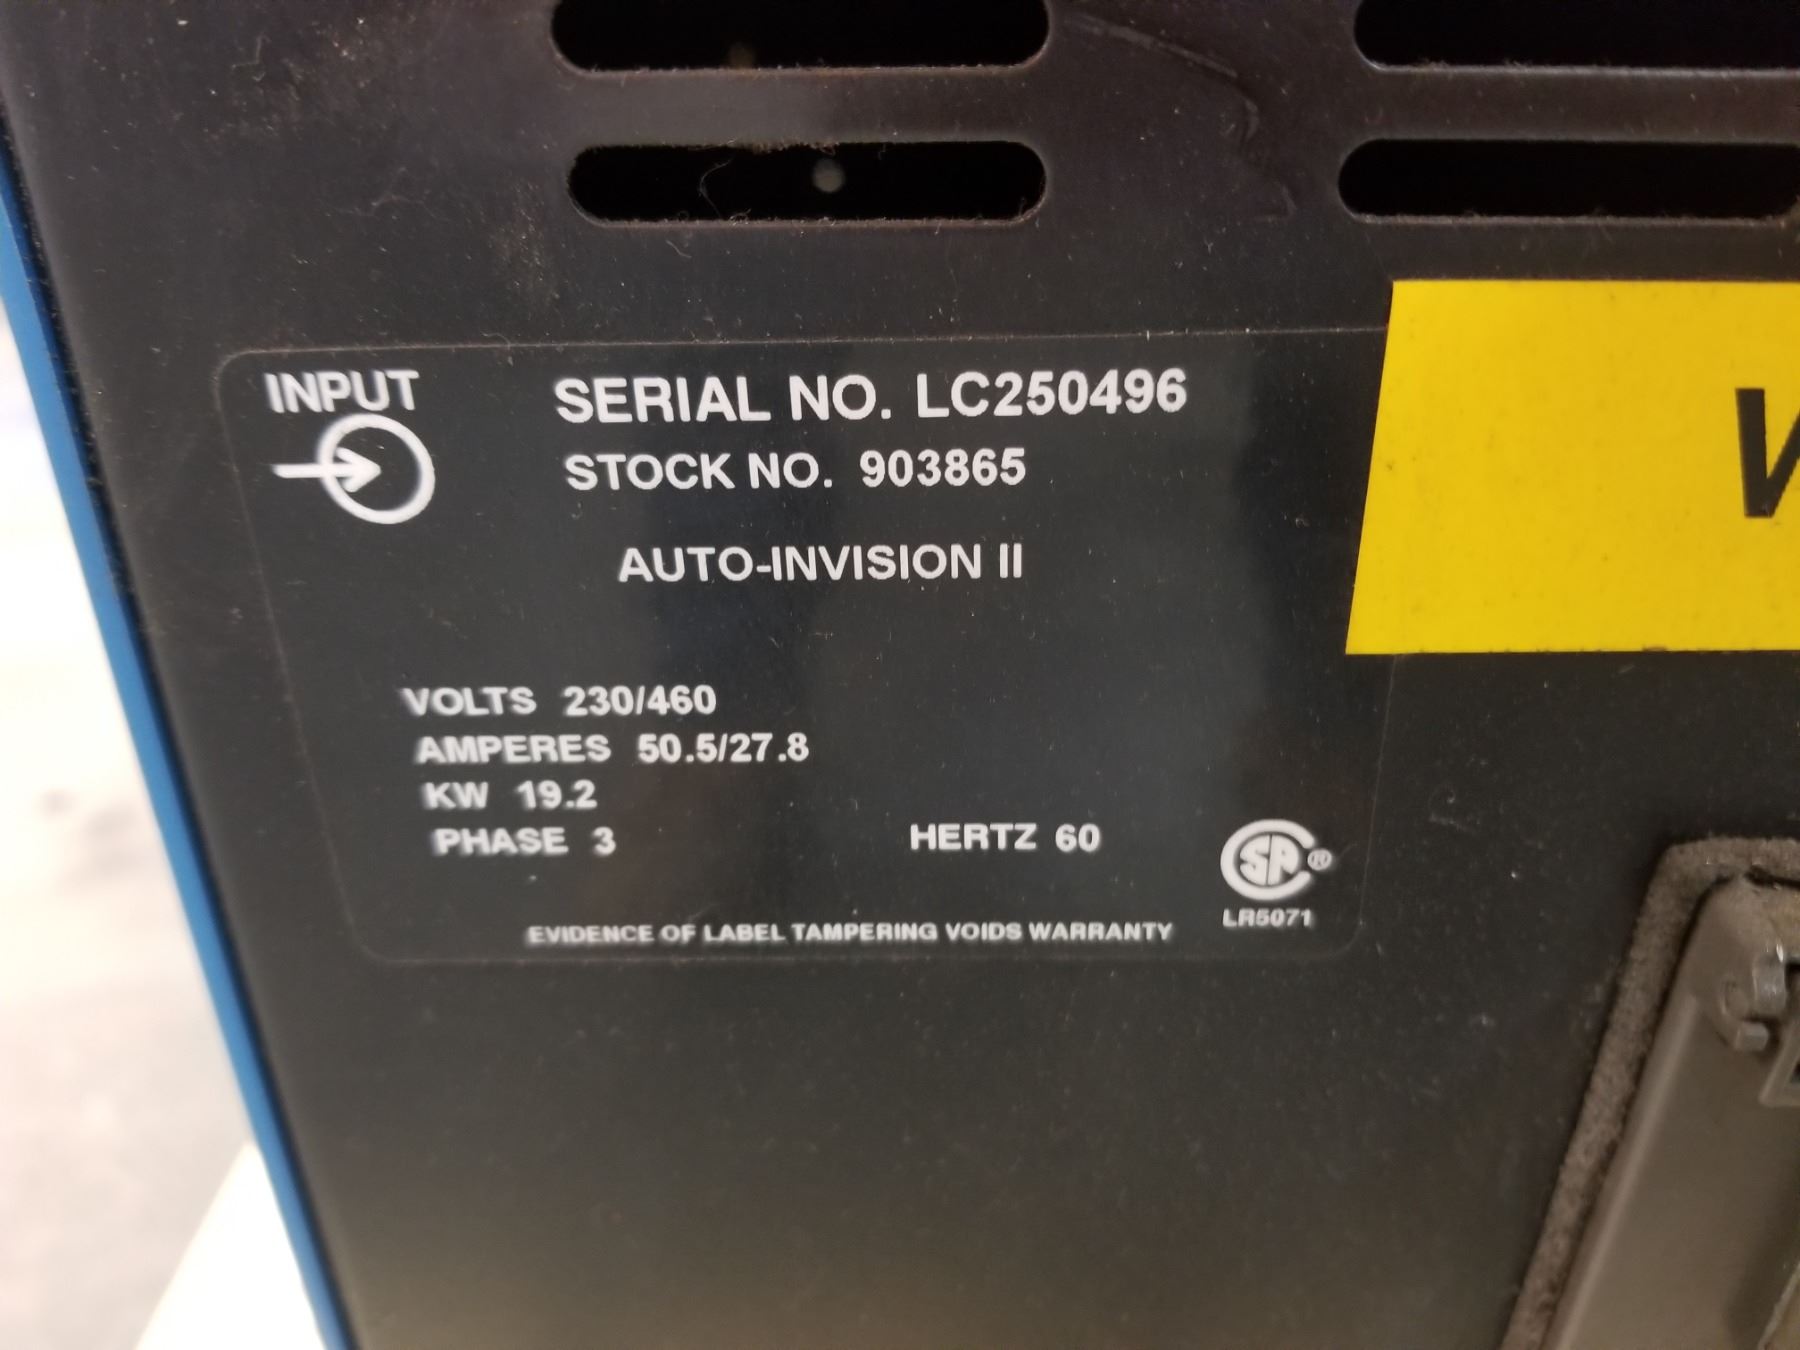 INPUT
SERIAL NO. LC250496
STOCK NO. 903865
AUTO-INVISION II
VOLTS 230/460
AMPERES 50.5/27.8
KW 19.2
PHASE 3
HERTZ 60
SA ®
LR5071
EVIDENCE OF LABEL TAMPERING VOIDS WARRANTY